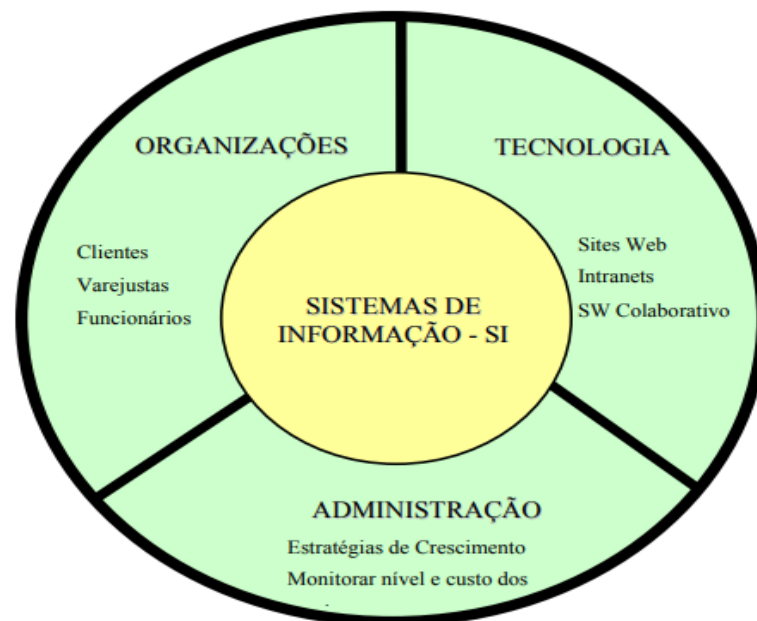 ORGANIZAÇÕES
Clientes
Varejustas
Funcionários
TECNOLOGIA
Sites Web
Intranets
SW Colaborativo
SISTEMAS DE
INFORMAÇÃO - SI
ADMINISTRAÇÃO
Estratégias de Crescimento
Monitorar nível e custo dos